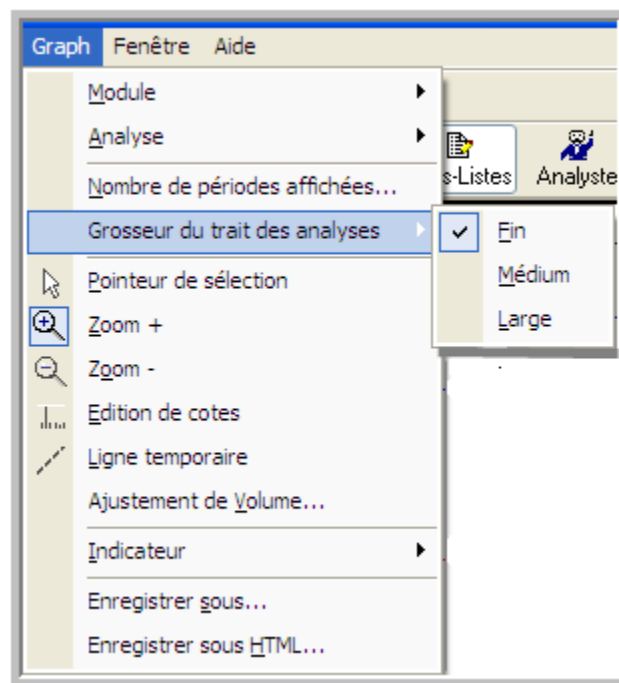 Graph Fenêtre Aide
Module
Analyse
s-Listes Analyste
Nombre de périodes affichées...
Grosseur du trait des analyses
Fin
Médium
Large
Pointeur de sélection
Zoom +
Zoom -
Edition de cotes
Ligne temporaire
Ajustement de Volume...
Indicateur
Enregistrer sous...
Enregistrer sous HTML...